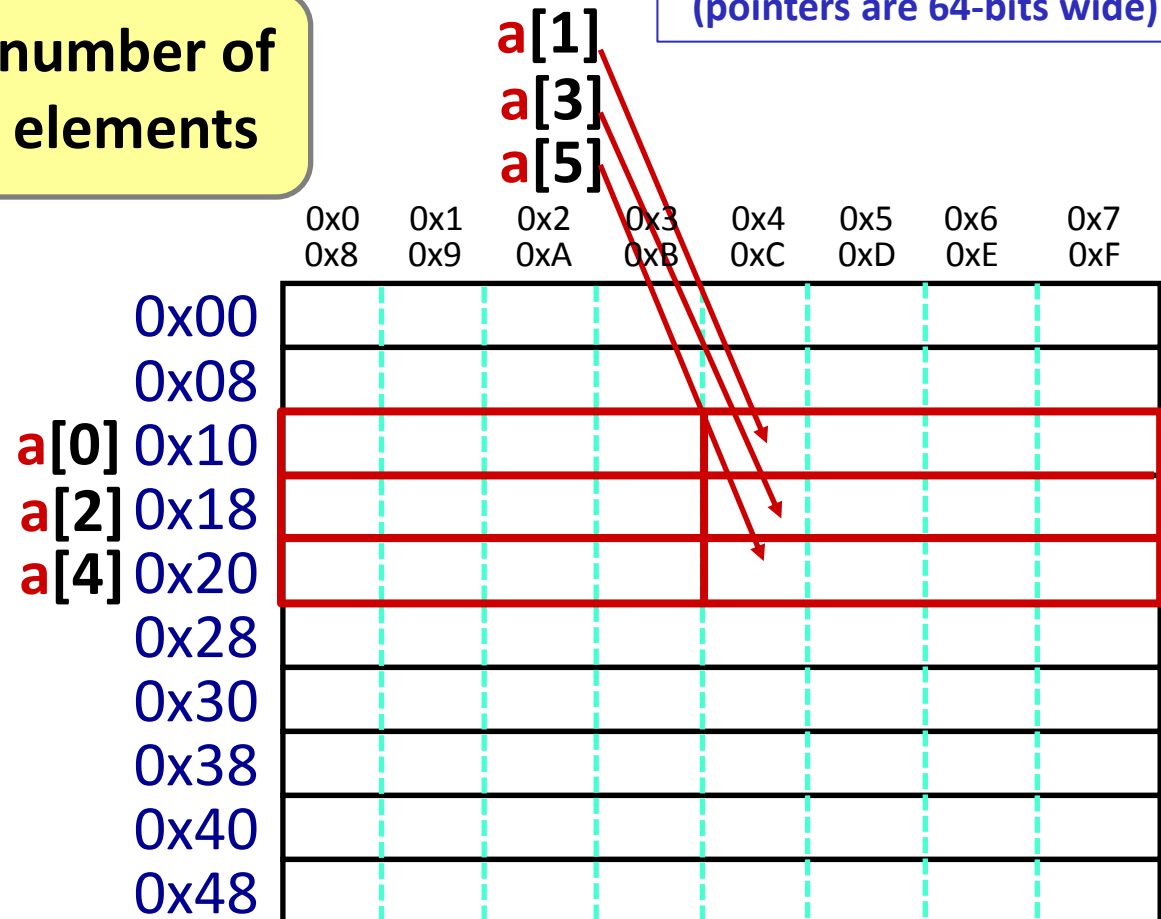 (pointers are 64-bits wide)
number of
elements
a[1]
a[3]
a[5]
0x0 0x1 0x2 0x3 0x4 0x5 0x6 0x7
0x8 0x9 0xA 0xB 0xC 0xD 0xE 0xF
0x00
0x08
a[0] 0x10
a[2] 0x18
a[4] 0x20
0x28
0x30
0x38
0x40
0x48